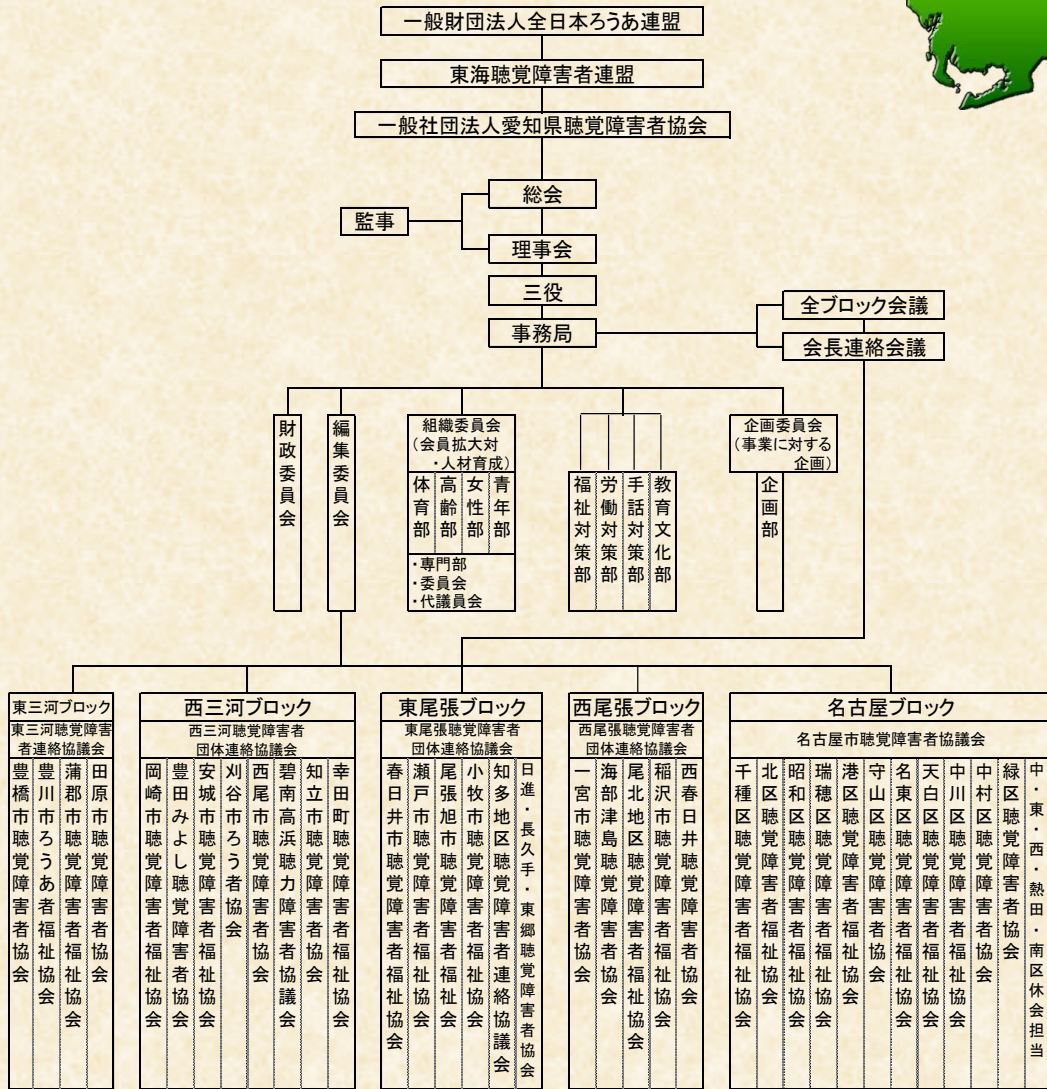 一般財団法人全日本ろうあ連盟
東海聴覚障害者連盟
一般社団法人愛知県聴覚障害者協会
総会
監事
理事会
三役
全ブロック会議
事務局
会長連絡会議
財政委員会
編集委員会
組織委員会
(会員拡大対
・人材育成)
体育部
高齢部
女性部
青年部
・専門部
・委員会
・代議員会
福祉対策部
労働対策部
手話対策部
教育文化部
企画委員会
(事業に対する
企画)
企画部
東三河ブロック
東三河聴覚障害
者連絡協議会
豊橋市聴覚障害者協会
豊川市ろうあ者福祉協会
蒲郡市聴覚障害者福祉協会
田原市聴覚障害者協会
西三河ブロック
西三河聴覚障害者
団体連絡協議会
岡崎市聴覚障害者福祉協会
豊田みよし聴覚障害者協会
安城市聴覚障害者福祉協会
刈谷市ろう者協会
西尾市聴覚障害者協会
碧南高浜聴力障害者協議会
知立市聴覚障害者協会
幸田町聴覚障害者福祉協会
東尾張ブロック
東尾張聴覚障害者
団体連絡協議会
春日井市聴覚障害者福祉協会
瀬戸市聴覚障害者福祉協会
尾張旭市聴覚障害者福祉協会
小牧市聴覚障害者福祉協会
知多地区聴覚障害者連絡協議会
日進・長久手・東郷聴覚障害者協会
西尾張ブロック
西尾張聴覚障害者
団体連絡協議会
一宮市聴覚障害者協会
海部津島聴覚障害者協会
尾北地区聴覚障害者福祉協会
稲沢市聴覚障害者福祉協会
西春日井聴覚障害者協会
名古屋ブロック
名古屋市聴覚障害者協議会
千種区聴覚障害者福祉協会
北区聴覚障害者福祉協会
昭和区聴覚障害者福祉協会
瑞穂区聴覚障害者福祉協会
港区聴覚障害者福祉協会
守山区聴覚障害者協会
名東区聴覚障害者福祉協会
天白区聴覚障害者福祉協会
中川区聴覚障害者福祉協会
中村区聴覚障害者協会
緑区聴覚障害者協会
中・東・西・熱田・南区休会担当